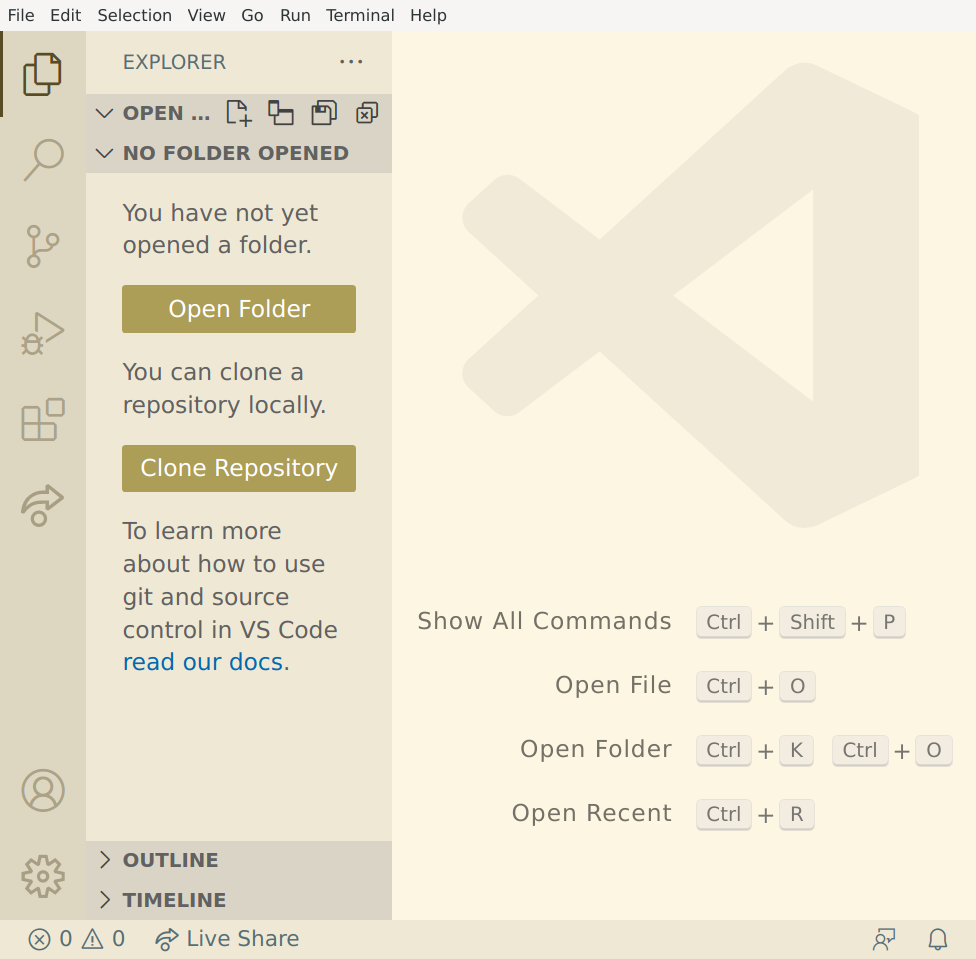 File Edit Selection View Go Run Terminal Help
EXPLORER ...
OPEN ...
NO FOLDER OPENED
You have not yet
opened a folder.
Open Folder
You can clone a
repository locally.
Clone Repository
To learn more
about how to use
git and source
control in VS Code
read our docs.
OUTLINE
TIMELINE
Show All Commands Ctrl + Shift + P
Open File Ctrl + O
Open Folder Ctrl + K Ctrl + O
Open Recent Ctrl + R
0 0 Live Share